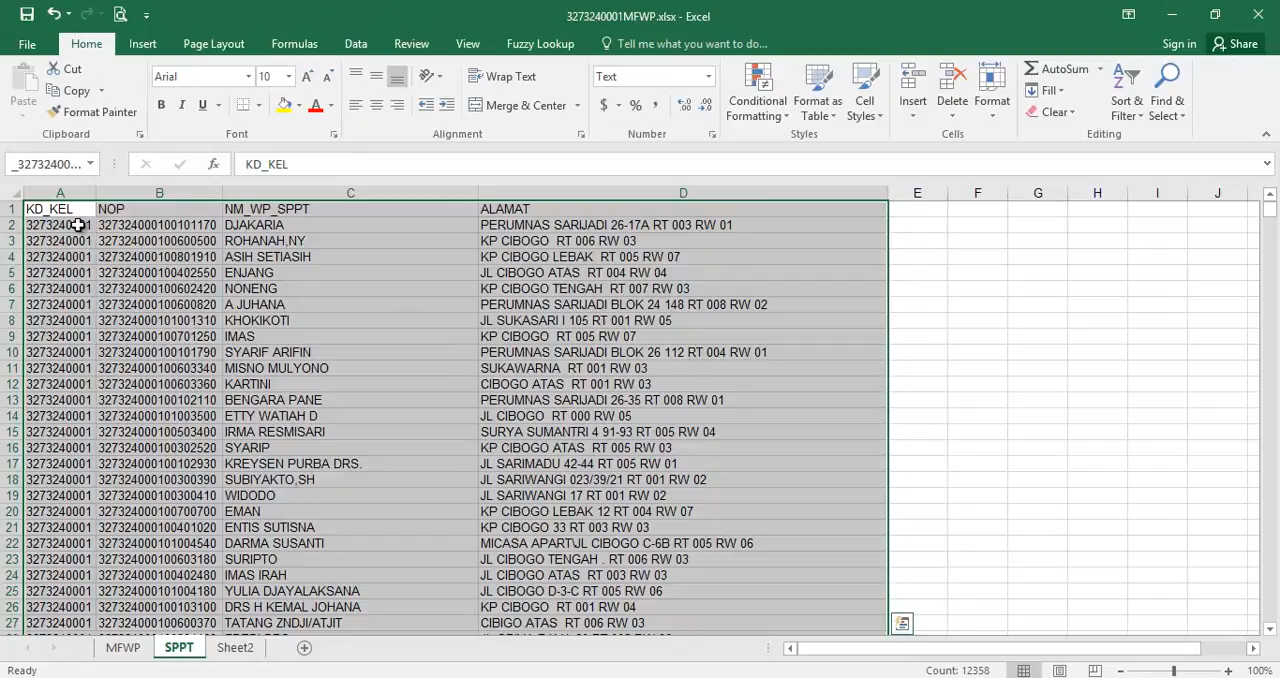 3273240001MFWP.xlsx - Excel
File Home Insert Page Layout Formulas Data Review View Fuzzy Lookup Tell me what you want to do... Sign in Share
Paste
Cut
Copy
Format Painter
Clipboard
Arial 10
B I U
Font
Wrap Text
Merge & Center
Alignment
Text
$ % ,
Number
Conditional Formatting
Format as Table
Cell Styles
Styles
Insert Delete Format
Cells
AutoSum
Fill
Clear
Sort & Filter
Find & Select
Editing
_32732400... fx KD_KEL
A B C D E F G H I J
1 KD_KEL NOP NM_WP_SPPT ALAMAT
2 3273240001 327324000100101170 DJAKARIA PERUMNAS SARIJADI 26-17A RT 003 RW 01
3 3273240001 327324000100600500 ROHANAH,NY KP CIBOGO RT 006 RW 03
4 3273240001 327324000100801910 ASIH SETIASIH KP CIBOGO LEBAK RT 005 RW 07
5 3273240001 327324000100402550 ENJANG JL CIBOGO ATAS RT 004 RW 04
6 3273240001 327324000100602420 NONENG KP CIBOGO TENGAH RT 007 RW 03
7 3273240001 327324000100600820 A JUHANA PERUMNAS SARIJADI BLOK 24 148 RT 008 RW 02
8 3273240001 327324000101001310 KHOKIKOTI JL SUKASARI I 105 RT 001 RW 05
9 3273240001 327324000100701250 IMAS KP CIBOGO RT 005 RW 07
10 3273240001 327324000100101790 SYARIF ARIFIN PERUMNAS SARIJADI BLOK 26 112 RT 004 RW 01
11 3273240001 327324000100603340 MISNO MULYONO SUKAWARNA RT 001 RW 03
12 3273240001 327324000100603360 KARTINI CIBOGO ATAS RT 001 RW 03
13 3273240001 327324000100102110 BENGARA PANE PERUMNAS SARIJADI 26-35 RT 008 RW 01
14 3273240001 327324000101003500 ETTY WATIAH D JL CIBOGO RT 000 RW 05
15 3273240001 327324000100503400 IRMA RESMISARI SURYA SUMANTRI 4 91-93 RT 005 RW 04
16 3273240001 327324000100302520 SYARIP KP CIBOGO ATAS RT 005 RW 03
17 3273240001 327324000100102930 KREYSEN PURBA DRS. JL SARIMADU 42-44 RT 005 RW 01
18 3273240001 327324000100300390 SUBIYAKTO,SH JL SARIWANGI 023/39/21 RT 001 RW 02
19 3273240001 327324000100300410 WIDODO JL SARIWANGI 17 RT 001 RW 02
20 3273240001 327324000100700700 EMAN KP CIBOGO LEBAK 12 RT 004 RW 07
21 3273240001 327324000100401020 ENTIS SUTISNA KP CIBOGO 33 RT 003 RW 03
22 3273240001 327324000101004540 DARMA SUSANTI MICASA APART\JL CIBOGO C-6B RT 005 RW 06
23 3273240001 327324000100603180 SURIPTO JL CIBOGO TENGAH . RT 006 RW 03
24 3273240001 327324000100402480 IMAS IRAH JL CIBOGO ATAS RT 003 RW 03
25 3273240001 327324000101004180 YULIA DJAYALAKSANA JL CIBOGO D-3-C RT 005 RW 06
26 3273240001 327324000100103100 DRS H KEMAL JOHANA KP CIBOGO RT 001 RW 04
27 3273240001 327324000100600370 TATANG ZNDJI/ATJIT CIBIGO ATAS RT 006 RW 03
MFWP SPPT Sheet2
Ready Count: 12358 100%